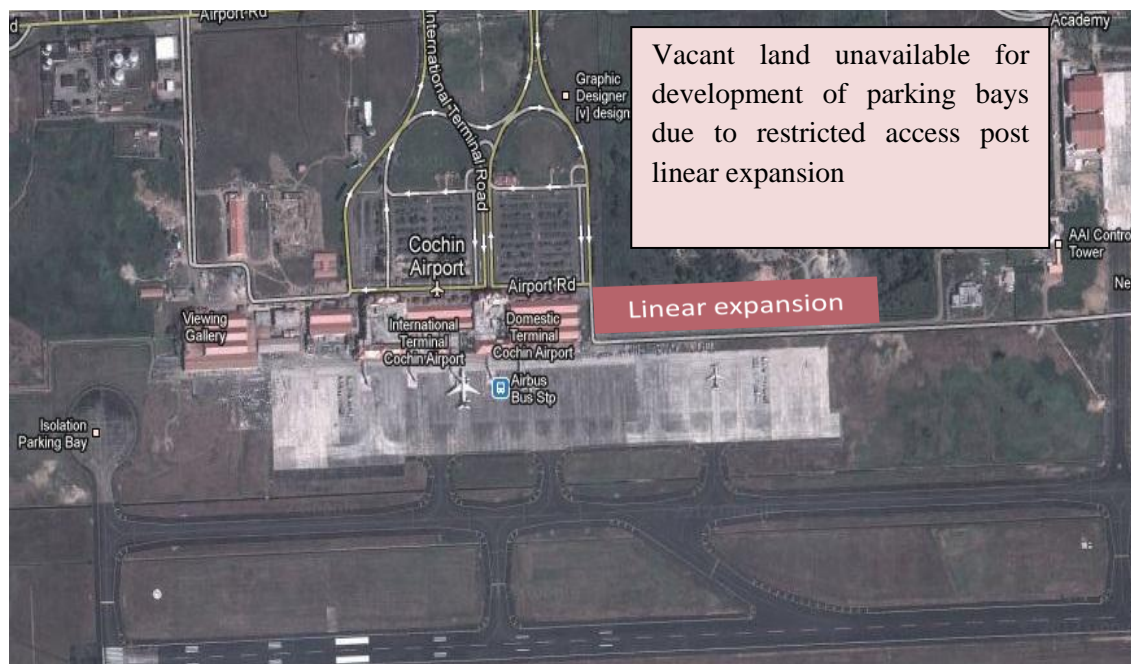 d
Airport Rd
International Terminal Road
Graphic
Designer
[v] design
Vacant land unavailable for
development of parking bays
due to restricted access post
linear expansion
Academy
AAI Contro
Tower
Ne
Cochin
Airport
Airport Rd
Linear expansion
Viewing
Gallery
International
Terminal
Cochin Airport
Domestic
Terminal
Cochin Airport
Airbus
Bus Stp
Isolation
Parking Bay